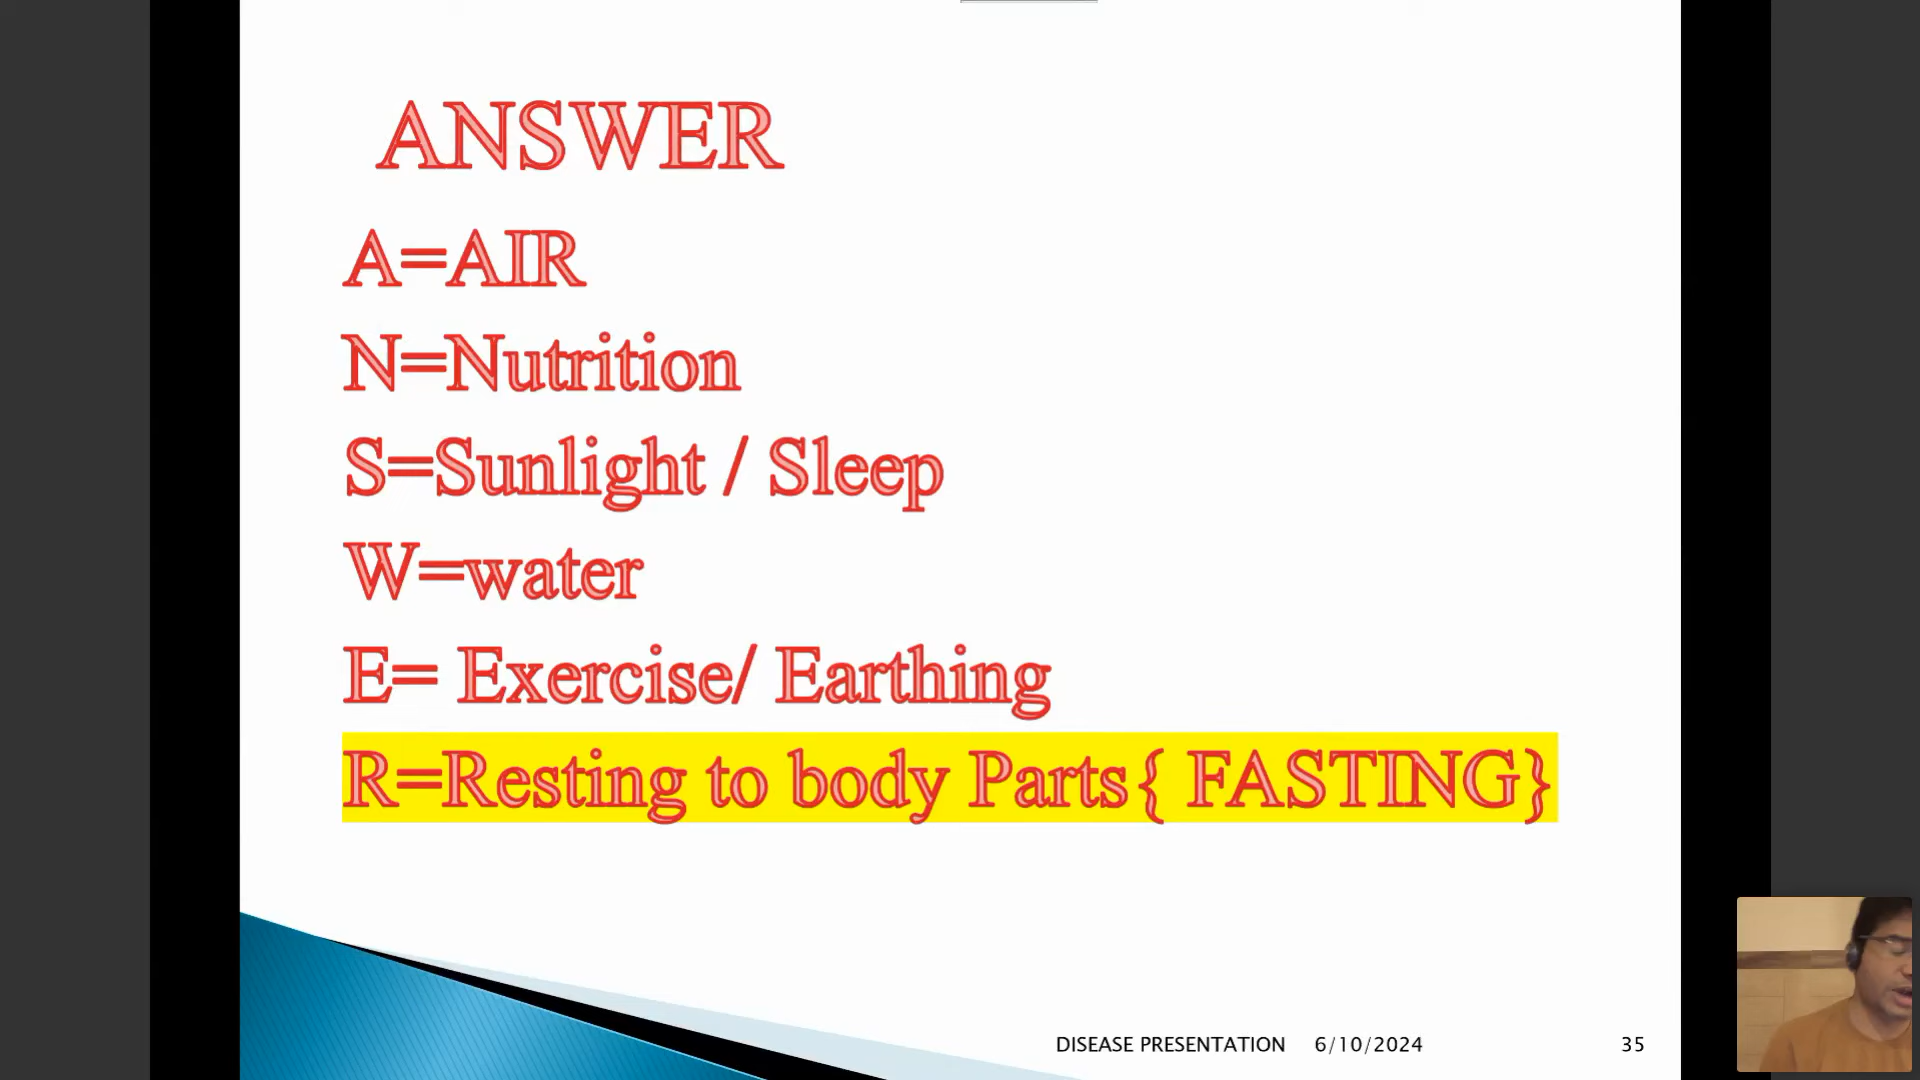 ANSWER
A=AIR
N=Nutrition
S=Sunlight / Sleep
W=water
E= Exercise/ Earthing
R=Resting to body Parts{ FASTING}
DISEASE PRESENTATION 6/10/2024 35